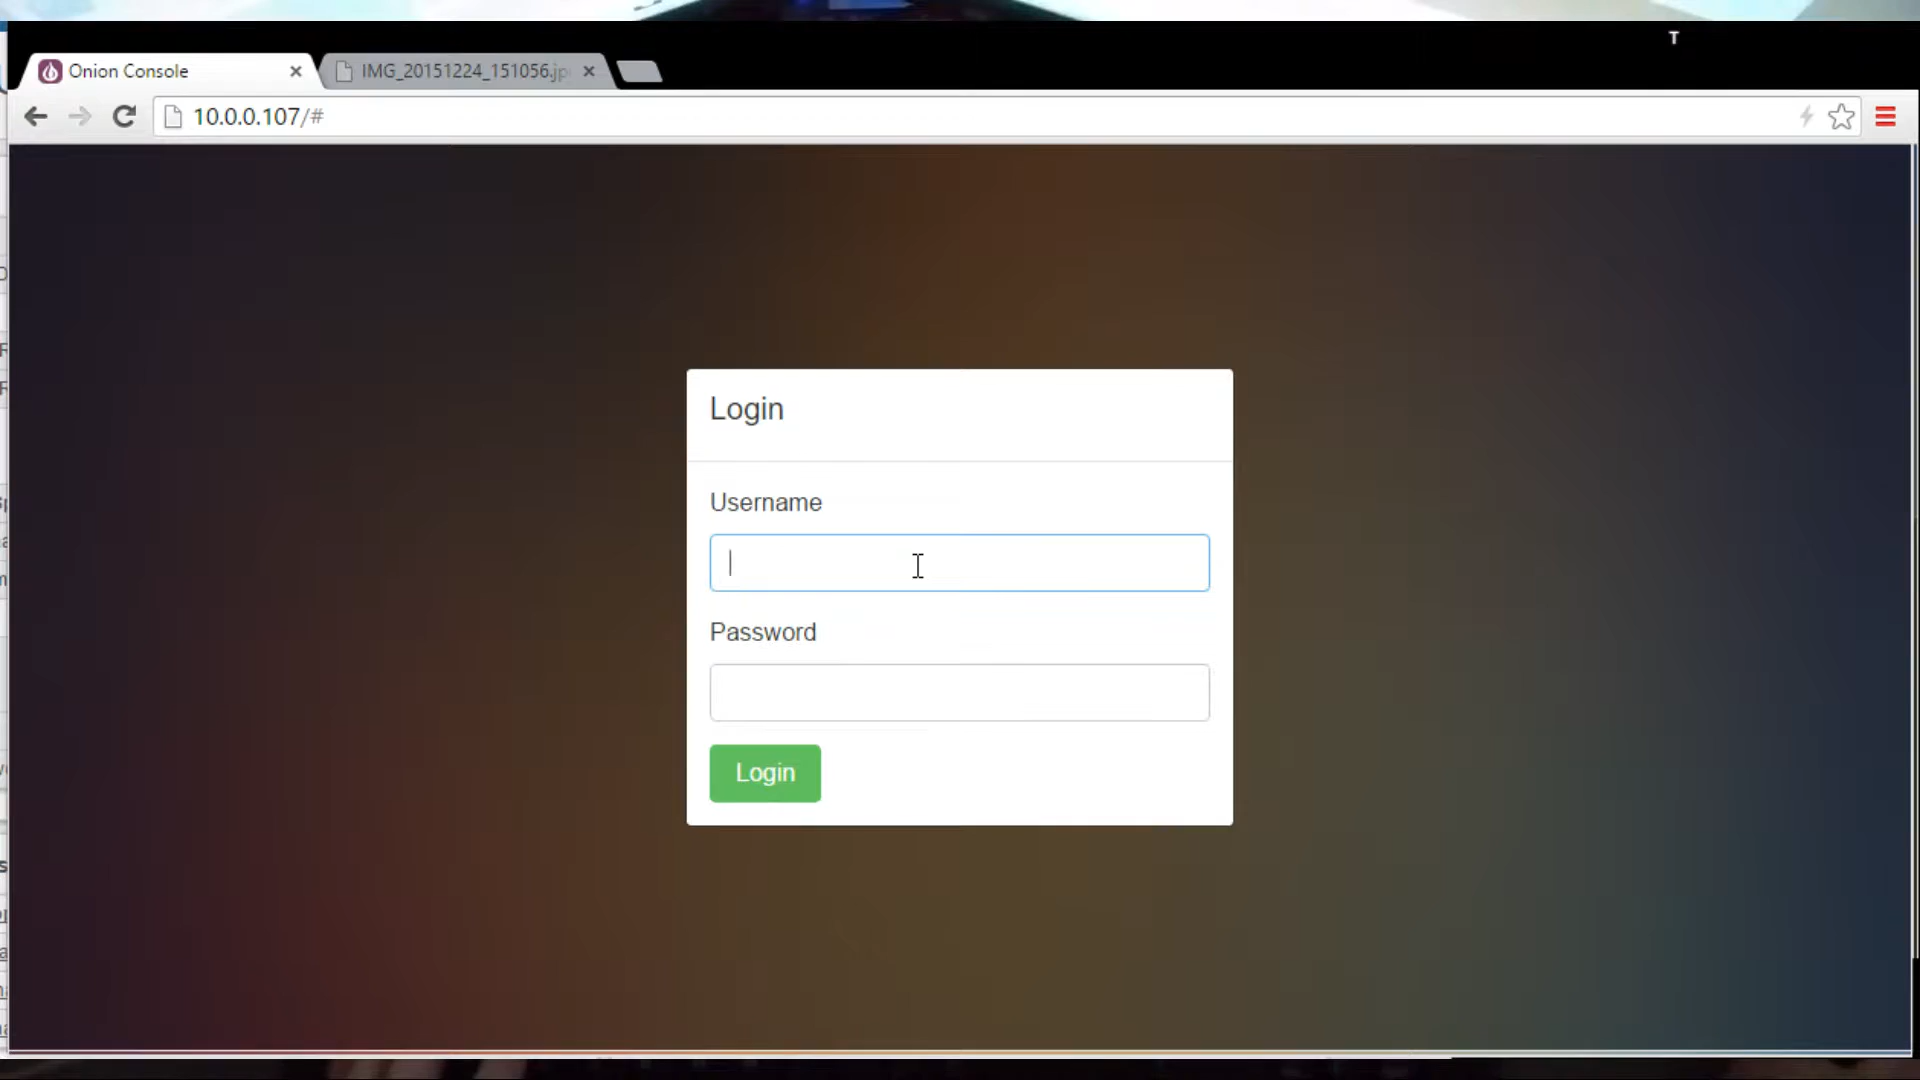 T
Onion Console
IMG_20151224_151056.jp
10.0.0.107/#
Login
Username
Password
Login